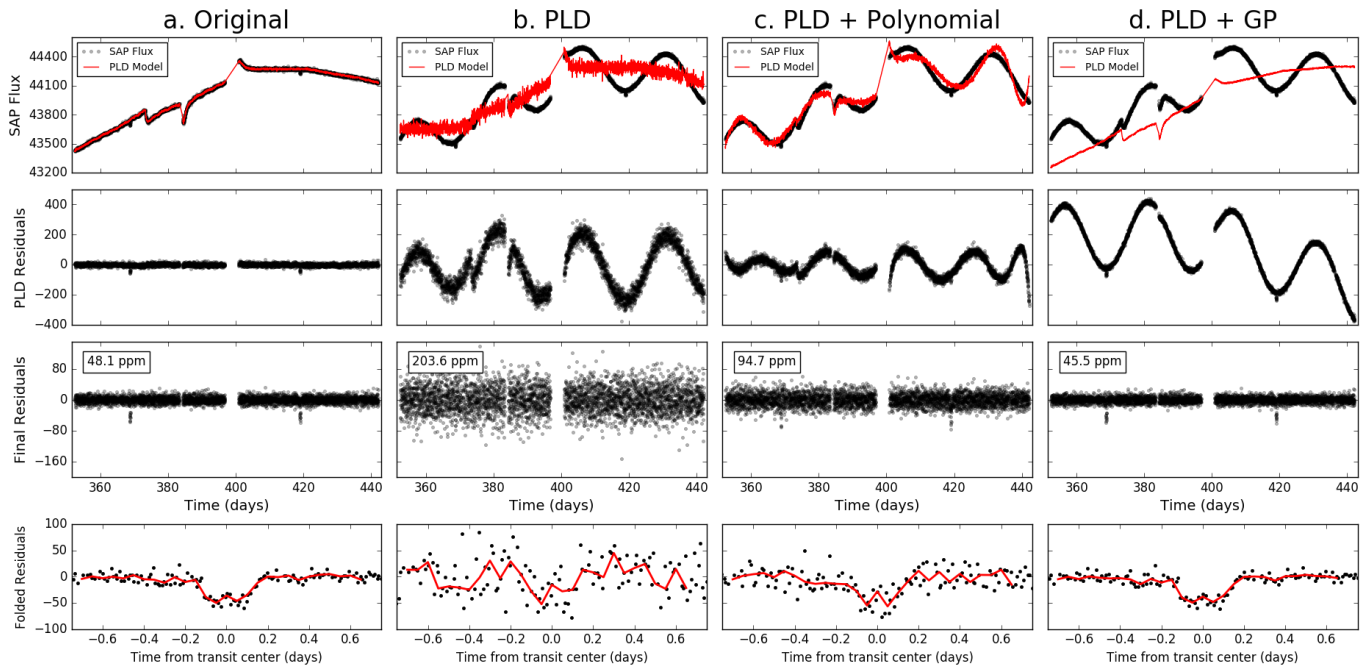 a. Original
b. PLD
c. PLD + Polynomial
d. PLD + GP
SAP Flux
44400
44100
43800
43500
43200
SAP Flux
PLD Model
SAP Flux
PLD Model
SAP Flux
PLD Model
SAP Flux
PLD Model
PLD Residuals
400
200
0
−200
−400
Final Residuals
80
0
−80
−160
48.1 ppm
203.6 ppm
94.7 ppm
45.5 ppm
360 380 400 420 440
360 380 400 420 440
360 380 400 420 440
360 380 400 420 440
Time (days)
Time (days)
Time (days)
Time (days)
Folded Residuals
100
50
0
−50
−100
−0.6 −0.4 −0.2 0.0 0.2 0.4 0.6
−0.6 −0.4 −0.2 0.0 0.2 0.4 0.6
−0.6 −0.4 −0.2 0.0 0.2 0.4 0.6
−0.6 −0.4 −0.2 0.0 0.2 0.4 0.6
Time from transit center (days)
Time from transit center (days)
Time from transit center (days)
Time from transit center (days)